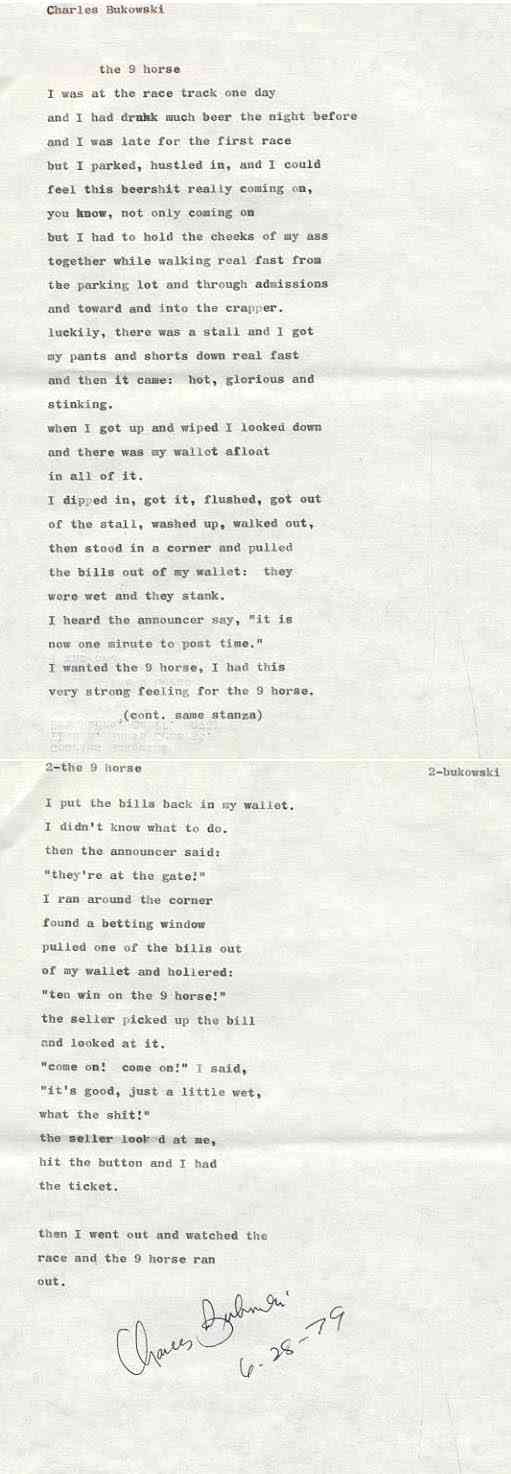 Charles Bukowski
the 9 horse
I was at the race track one day
and I had drunk much beer the night before
and I was late for the first race
but I parked, hustled in, and I could
feel this beershit really coming on,
you know, not only coming on
but I had to hold the cheeks of my ass
together while walking real fast from
the parking lot and through admissions
and toward and into the crapper.
luckily, there was a stall and I got
my pants and shorts down real fast
and then it came: hot, glorious and
stinking.
when I got up and wiped I looked down
and there was my wallet afloat
in all of it.
I dipped in, got it, flushed, got out
of the stall, washed up, walked out,
then stood in a corner and pulled
the bills out of my wallet: they
were wet and they stank.
I heard the announcer say, "it is
now one minute to post time."
I wanted the 9 horse, I had this
very strong feeling for the 9 horse.
(cont. same stanza)
2-the 9 horse
2-bukowski
I put the bills back in my wallet.
I didn't know what to do.
then the announcer said:
"they're at the gate!"
I ran around the corner
found a betting window
pulled one of the bills out
of my wallet and hollered:
"ten win on the 9 horse!"
the seller picked up the bill
and looked at it.
"come on! come on!" I said,
"it's good, just a little wet,
what the shit!"
the seller look d at me,
hit the button and I had
the ticket.
then I went out and watched the
race and the 9 horse ran
out.
Charles Bukowski
6-28-79